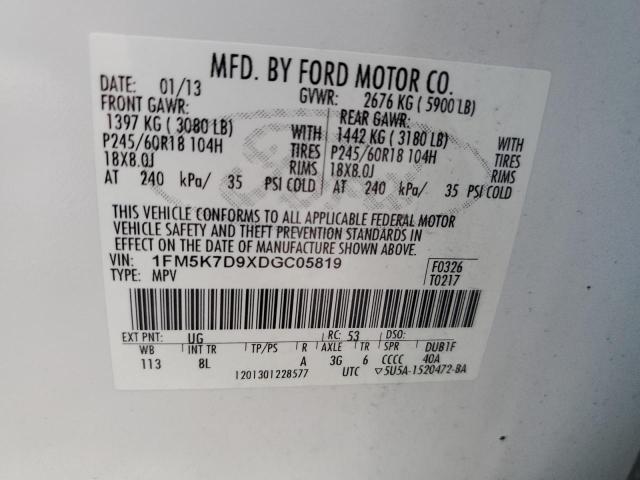 MFD. BY FORD MOTOR CO.
DATE: 01/13 GVWR: 2676 KG ( 5900 LB)
FRONT GAWR: REAR GAWR:
1397 KG ( 3080 LB) WITH 1442 KG ( 3180 LB) WITH
P245/60R18 104H TIRES P245/60R18 104H TIRES
18X8.0J RIMS 18X8.0J RIMS
AT 240 kPa/ 35 PSI COLD AT 240 kPa/ 35 PSI COLD
THIS VEHICLE CONFORMS TO ALL APPLICABLE FEDERAL MOTOR
VEHICLE SAFETY AND THEFT PREVENTION STANDARDS IN
EFFECT ON THE DATE OF MANUFACTURE SHOWN ABOVE.
VIN: 1FM5K7D9XDGC05819 F0326
TYPE: MPV T0217
EXT PNT: UG RC: 53 DSO:
WB INT TR TP/PS R AXLE TR SPR DUB1F
113 8L A 3G 6 CCCC 40A
1201301228577 UTC ▽5U5A-1520472-BA